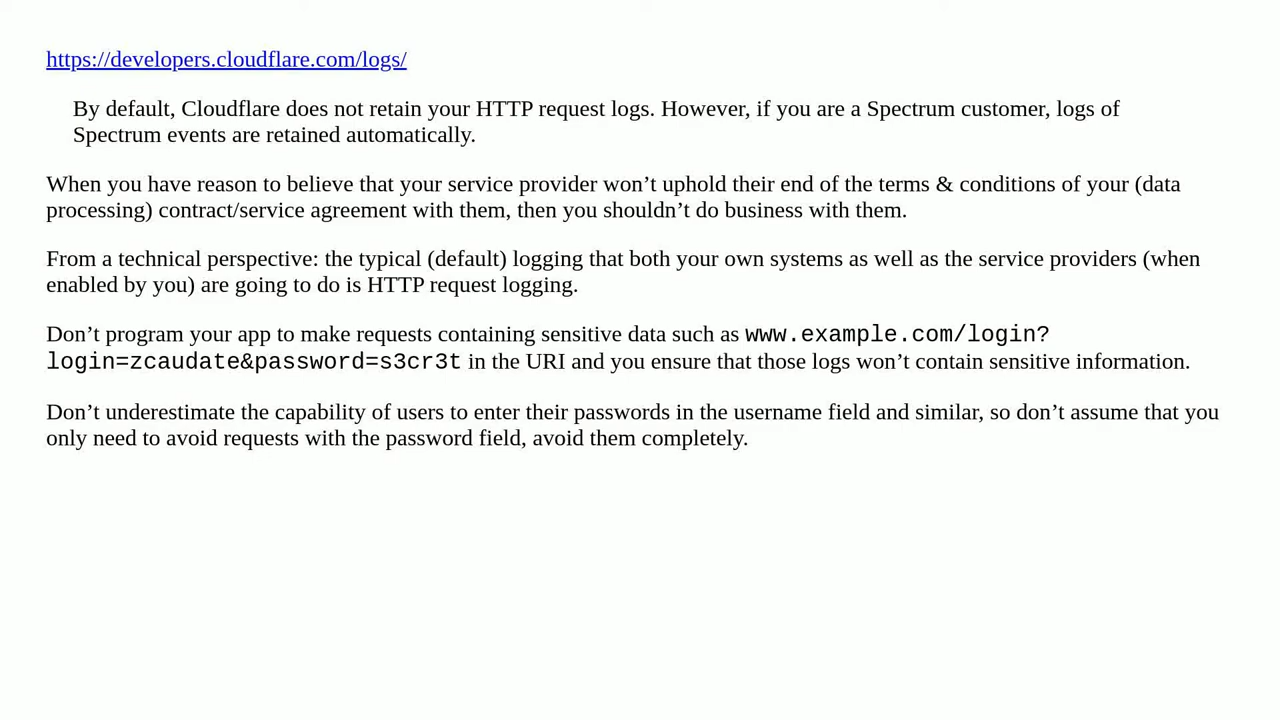 https://developers.cloudflare.com/logs/
By default, Cloudflare does not retain your HTTP request logs. However, if you are a Spectrum customer, logs of
Spectrum events are retained automatically.
When you have reason to believe that your service provider won’t uphold their end of the terms & conditions of your (data
processing) contract/service agreement with them, then you shouldn’t do business with them.
From a technical perspective: the typical (default) logging that both your own systems as well as the service providers (when
enabled by you) are going to do is HTTP request logging.
Don’t program your app to make requests containing sensitive data such as www.example.com/login?
login=zcaudate&password=s3cr3t in the URI and you ensure that those logs won’t contain sensitive information.
Don’t underestimate the capability of users to enter their passwords in the username field and similar, so don’t assume that you
only need to avoid requests with the password field, avoid them completely.